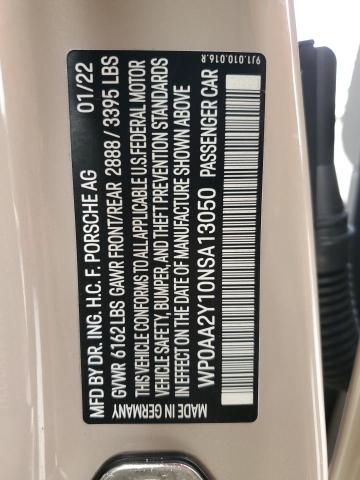 9J1.010.016.R
MFD BY DR. ING. H.C. F. PORSCHE AG 01/22
GVWR 6162 LBS GAWR FRONT/REAR 2888 / 3395 LBS
THIS VEHICLE CONFORMS TO ALL APPLICABLE U.S. FEDERAL MOTOR
VEHICLE SAFETY, BUMPER, AND THEFT PREVENTION STANDARDS
IN EFFECT ON THE DATE OF MANUFACTURE SHOWN ABOVE
WP0AA2Y10NSA13050 PASSENGER CAR
MADE IN GERMANY